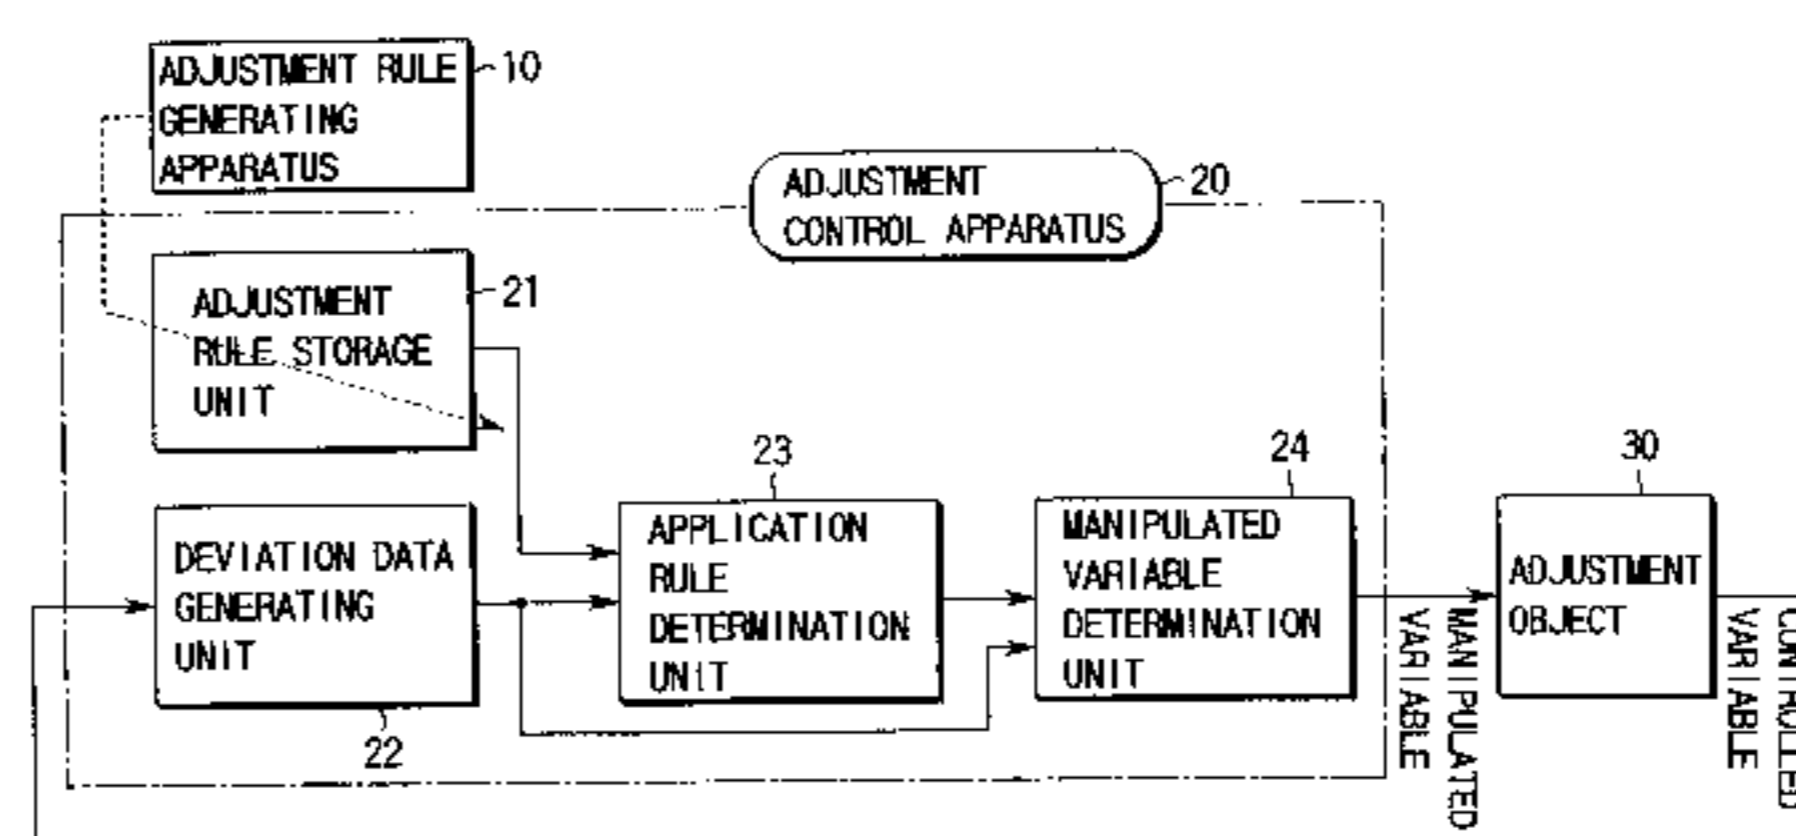 ADJUSTMENT RULE
GENERATING
APPARATUS
10
ADJUSTMENT
CONTROL APPARATUS
20
ADJUSTMENT
RULE STORAGE
UNIT
21
DEVIATION DATA
GENERATING
UNIT
22
23
APPLICATION
RULE
DETERMINATION
UNIT
24
MANIPULATED
VARIABLE
DETERMINATION
UNIT
MANIPULATED
VARIABLE
30
ADJUSTMENT
OBJECT
CONTROLLED
VARIABLE